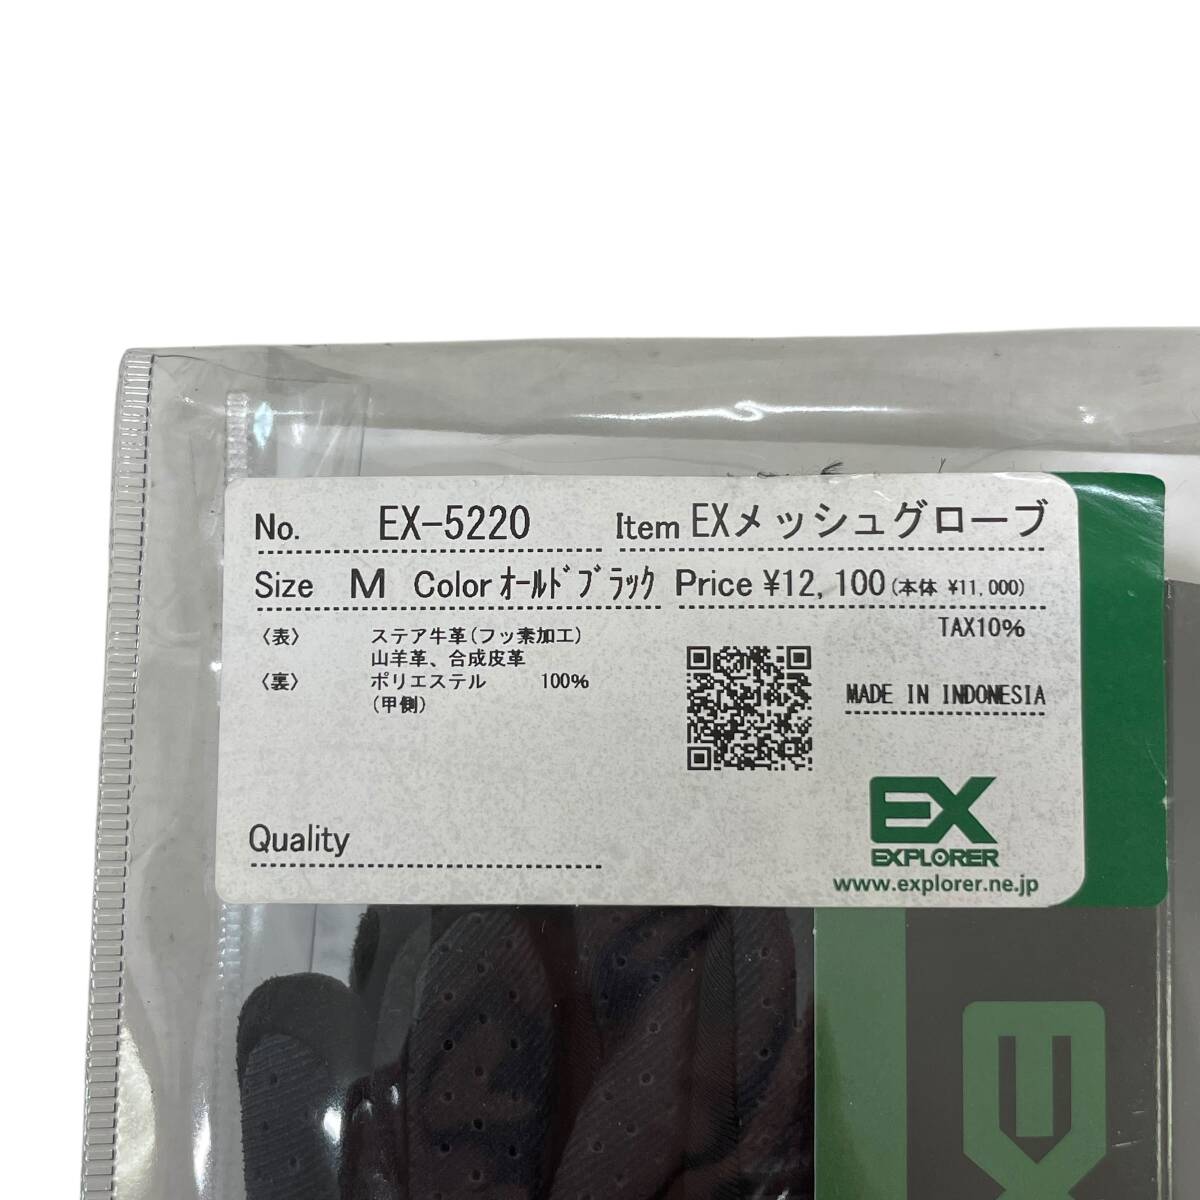 No. EX-5220 Item EXメッシュグローブ
Size M Color ｵｰﾙﾄﾞﾌﾞﾗｯｸ Price ¥12,100(本体 ¥11,000)
TAX10%
〈表〉 ステア牛革(フッ素加工)
山羊革、合成皮革
〈裏〉 ポリエステル 100%
(甲側)
MADE IN INDONESIA
Quality
EX
EXPLORER
www.explorer.ne.jp